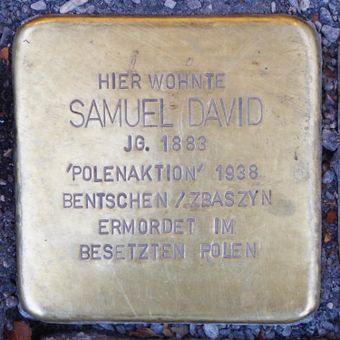 HIER WOHNTE
SAMUEL DAVID
JG. 1883
'POLENAKTION' 1938
BENTSCHEN / ZBASZYN
ERMORDET IM
BESETZTEN POLEN